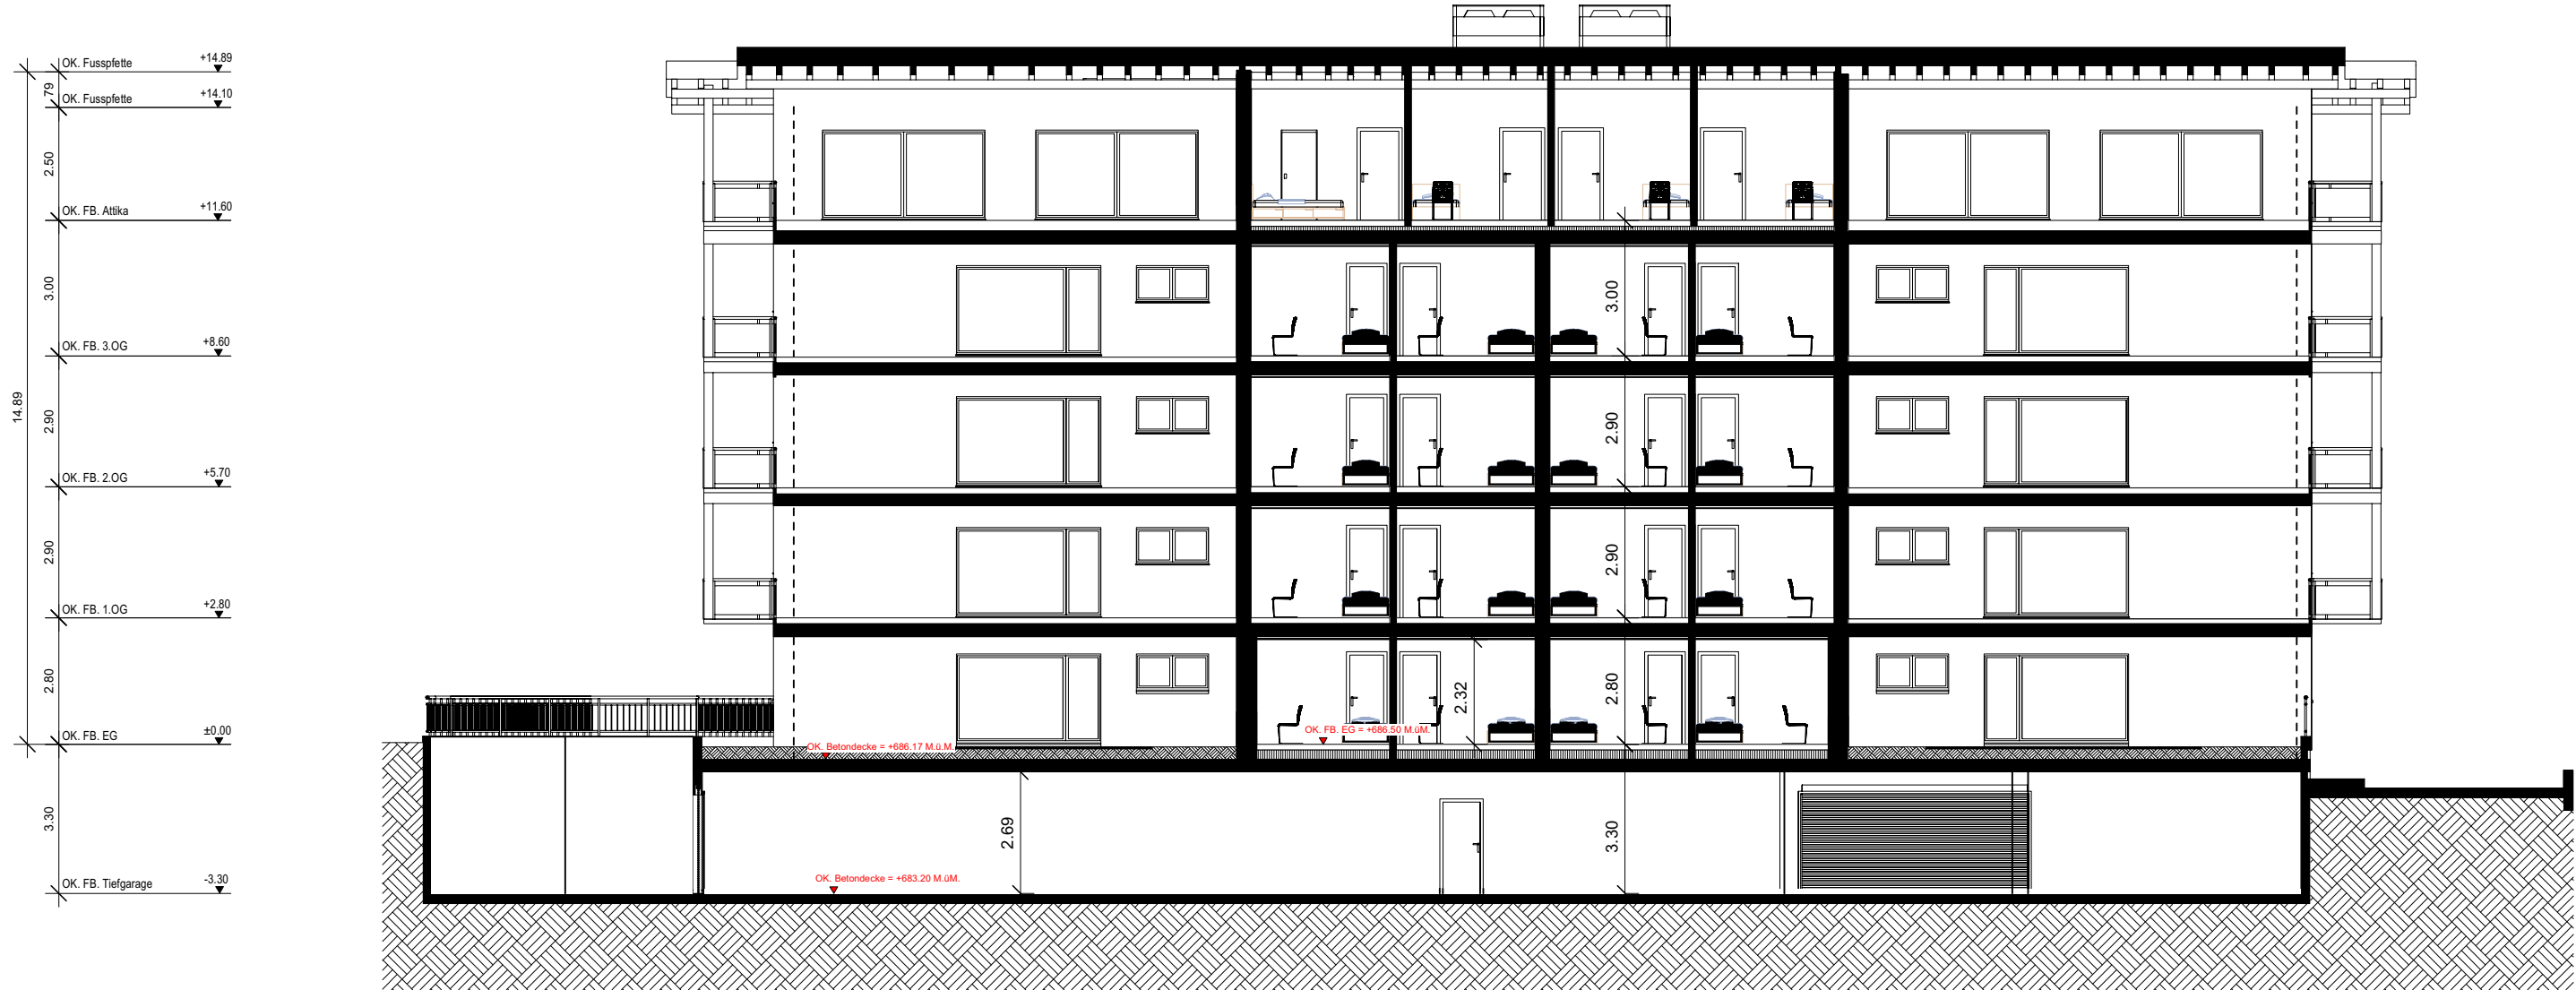 OK. Fusspfette +14.89
79
OK. Fusspfette +14.10
2.50
OK. FB. Attika +11.60
3.00
3.00
OK. FB. 3.OG +8.60
14.89
2.90
2.90
OK. FB. 2.OG +5.70
2.90
2.90
OK. FB. 1.OG +2.80
2.80
2.32
2.80
OK. FB. EG ±0.00
OK. FB. EG = +686.50 M.üM.
OK. Betondecke = +686.17 M.ü.M.
3.30
2.69
3.30
OK. FB. Tiefgarage -3.30
OK. Betondecke = +683.20 M.üM.